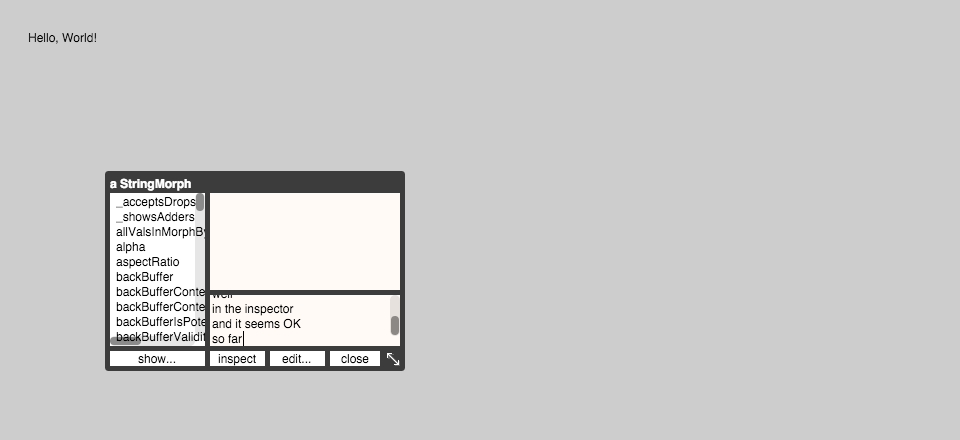 Hello, World!
a StringMorph
_acceptsDrops
_showsAdders
allValsInMorphBy
alpha
aspectRatio
backBuffer
backBufferConte
backBufferConte
backBufferIsPote
backBufferValidit
well
in the inspector
and it seems OK
so far
show...
inspect
edit...
close